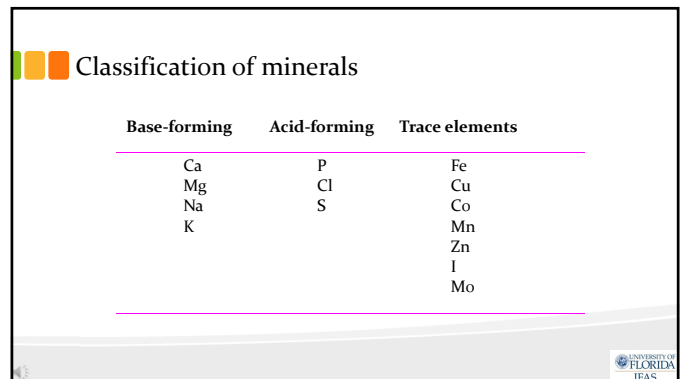 Classification of minerals
Base-forming Acid-forming Trace elements
Ca P Fe
Mg Cl Cu
Na S Co
K Mn
Zn
I
Mo
UNIVERSITY OF
FLORIDA
IFAS